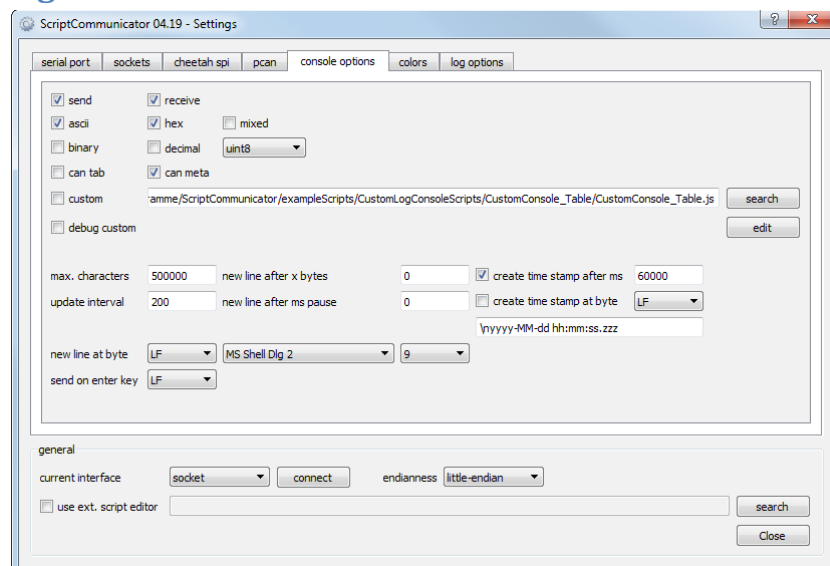 ScriptCommunicator 04.19 - Settings
serial port sockets cheetah spi pcan console options colors log options
send receive
ascii hex mixed
binary decimal uint8
can tab can meta
custom ramme/ScriptCommunicator/exampleScripts/CustomLogConsoleScripts/CustomConsole_Table/CustomConsole_Table.js search
debug custom edit
max. characters 500000 new line after x bytes 0 create time stamp after ms 60000
update interval 200 new line after ms pause 0 create time stamp at byte LF
\nyyyy-MM-dd hh:mm:ss.zzz
new line at byte LF MS Shell Dlg 2 9
send on enter key LF
general
current interface socket connect endianness little-endian
use ext. script editor search
Close